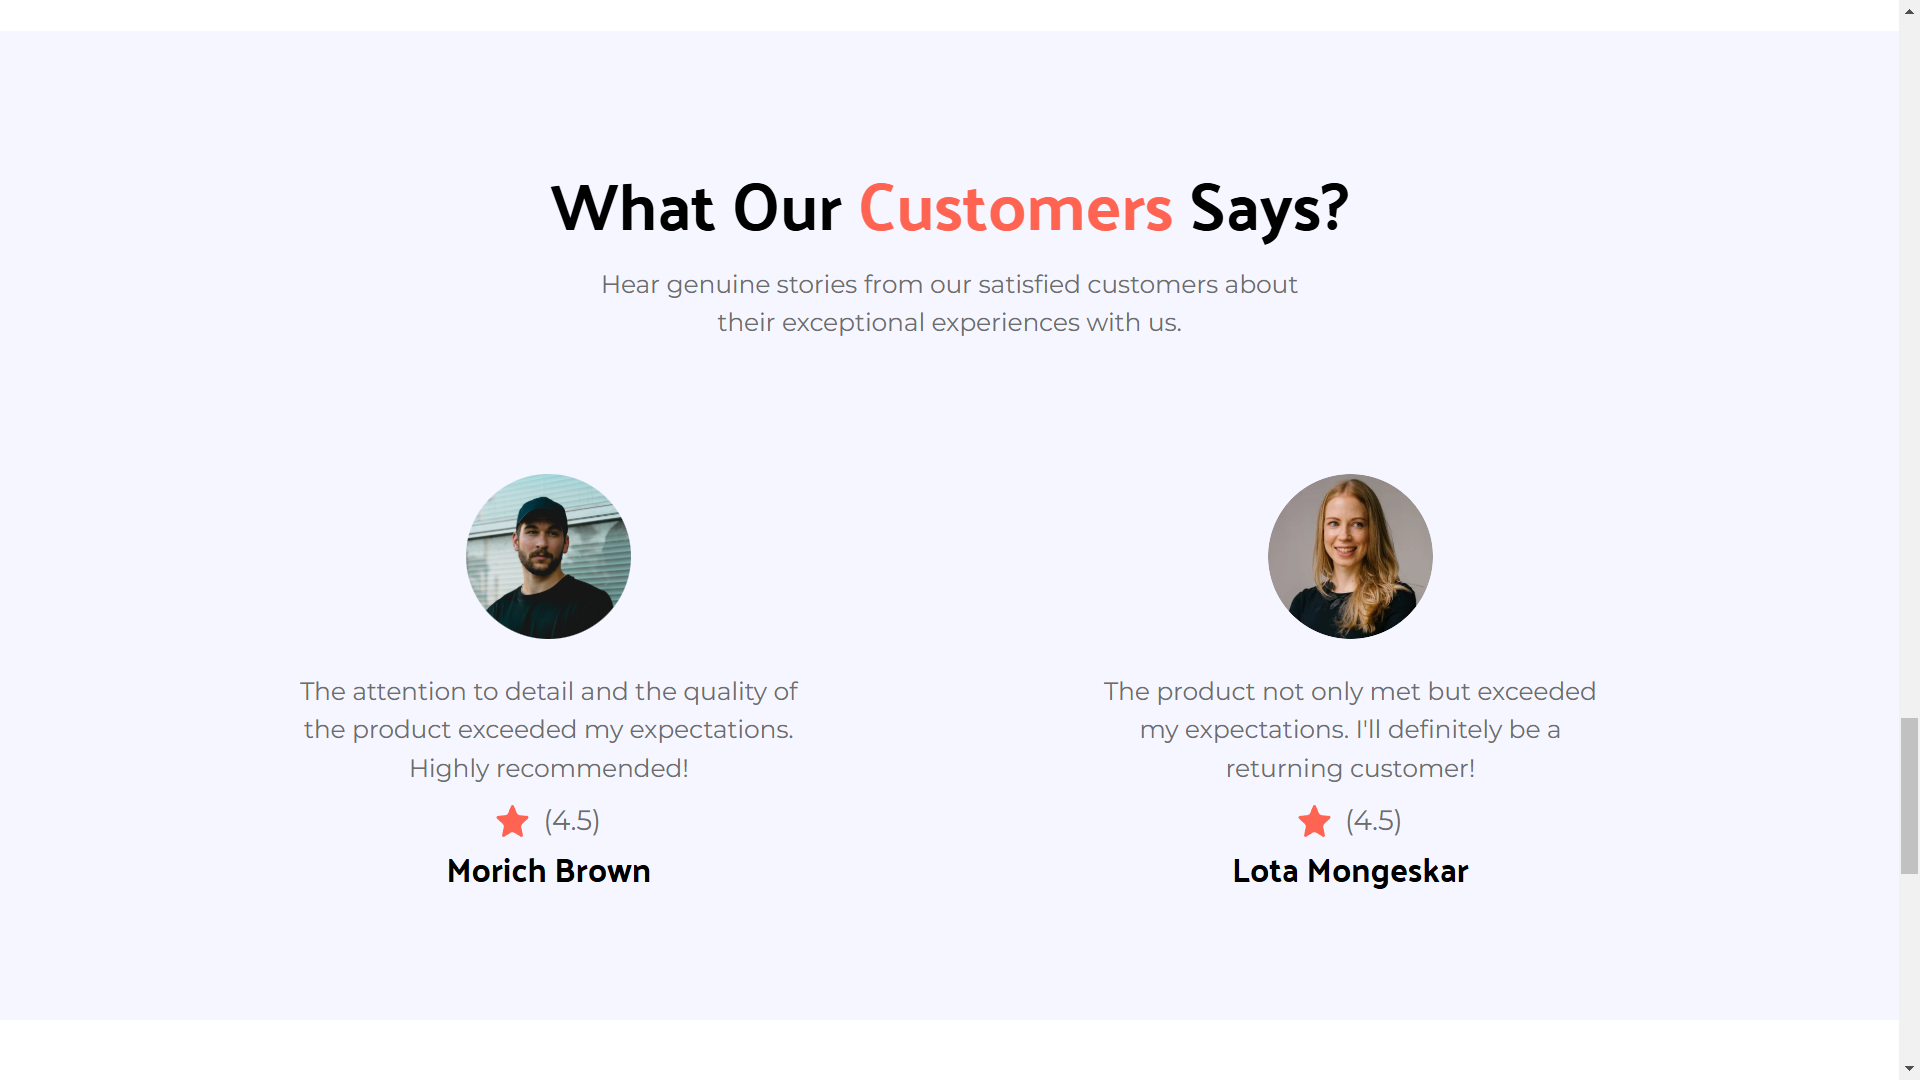 What Our Customers Says?
Hear genuine stories from our satisfied customers about
their exceptional experiences with us.
The attention to detail and the quality of
the product exceeded my expectations.
Highly recommended!
(4.5)
Morich Brown
The product not only met but exceeded
my expectations. I'll definitely be a
returning customer!
(4.5)
Lota Mongeskar